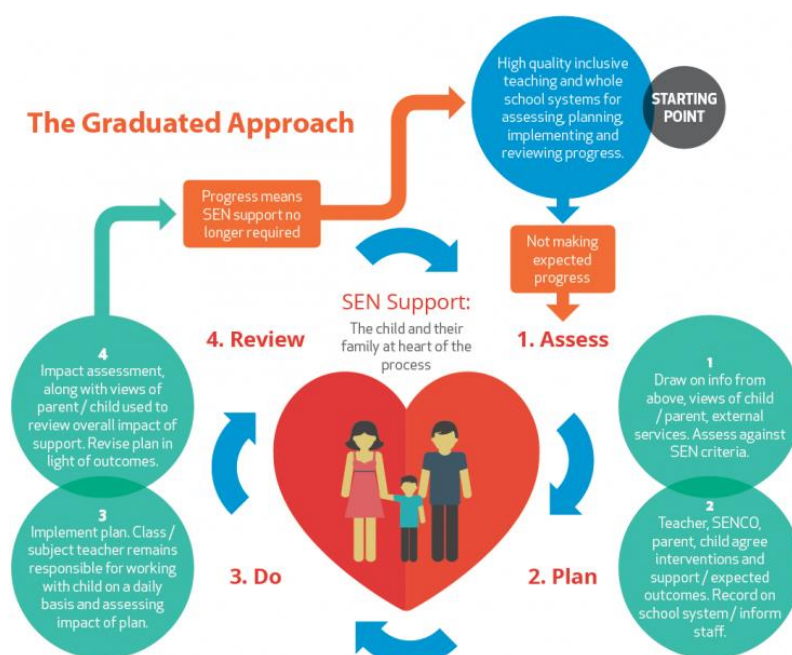 The Graduated Approach
High quality inclusive
teaching and whole
school systems for
assessing, planning,
implementing and
reviewing progress.
STARTING
POINT
Progress means
SEN support no
longer required
Not making
expected
progress
SEN Support:
The child and their
family at heart of the
process
1. Assess
1
Draw on info from
above, views of child
/ parent, external
services. Assess against
SEN criteria.
2. Plan
2
Teacher, SENCO,
parent, child agree
interventions and
support / expected
outcomes. Record on
school system / inform
staff.
3. Do
3
Implement plan. Class /
subject teacher remains
responsible for working
with child on a daily
basis and assessing
impact of plan.
4. Review
4
Impact assessment,
along with views of
parent / child used to
review overall impact of
support. Revise plan in
light of outcomes.